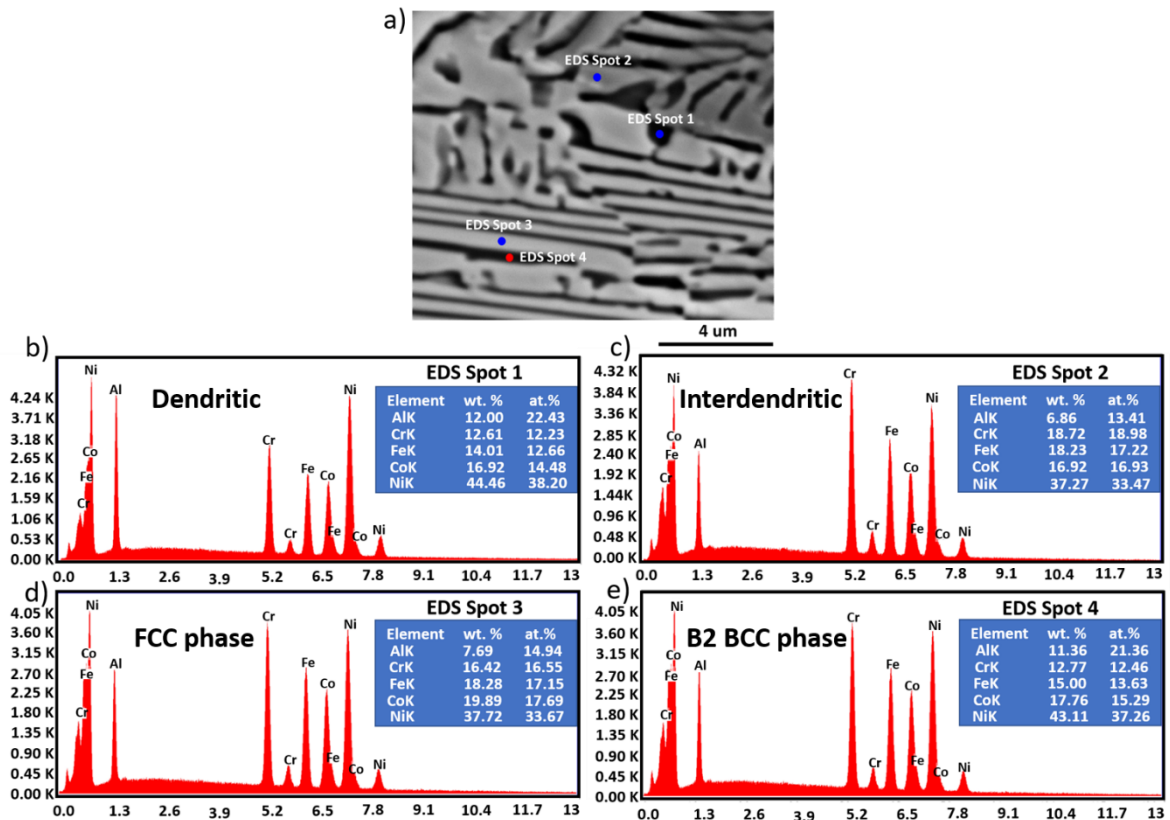 a)
EDS Spot 2
EDS Spot 1
EDS Spot 3
EDS Spot 4
4 um
b)
EDS Spot 1
Dendritic
Element wt. % at.%
AlK 12.00 22.43
CrK 12.61 12.23
FeK 14.01 12.66
CoK 16.92 14.48
NiK 44.46 38.20
4.24 K
3.71 K
3.18 K
2.65 K
2.16 K
1.59 K
1.06 K
0.53 K
0.00 K
Ni
Al
Co
Fe
Cr
Cr
Cr
Fe
Co
Fe
Ni
Co
Ni
0.0 1.3 2.6 3.9 5.2 6.5 7.8 9.1 10.4 11.7 13
c)
EDS Spot 2
Interdendritic
Element wt. % at.%
AlK 6.86 13.41
CrK 18.72 18.98
FeK 18.23 17.22
CoK 16.92 16.93
NiK 37.27 33.47
4.32 K
3.84 K
3.36 K
2.85 K
2.40 K
1.92 K
1.44K
0.96 K
0.48 K
0.00 K
Ni
Co
Fe
Cr
Al
Cr
Cr
Fe
Co
Fe
Ni
Co
Ni
0.0 1.3 2.6 3.9 5.2 6.5 7.8 9.1 10.4 11.7 13
d)
EDS Spot 3
FCC phase
Element wt. % at.%
AlK 7.69 14.94
CrK 16.42 16.55
FeK 18.28 17.15
CoK 19.89 17.69
NiK 37.72 33.67
4.05 K
3.60 K
3.15 K
2.70 K
2.25 K
1.80 K
1.35 K
0.90 K
0.45 K
0.00 K
Ni
Co
Fe
Cr
Al
Cr
Cr
Fe
Co
Fe
Ni
Co
Ni
0.0 1.3 2.6 3.9 5.2 6.5 7.8 9.1 10.4 11.7 13
e)
EDS Spot 4
B2 BCC phase
Element wt. % at.%
AlK 11.36 21.36
CrK 12.77 12.46
FeK 15.00 13.63
CoK 17.76 15.29
NiK 43.11 37.26
4.05 K
3.60 K
3.15 K
2.70 K
2.25 K
1.80 K
1.35 K
0.90 K
0.45 K
0.00 K
Ni
Co
Fe
Cr
Al
Cr
Cr
Fe
Co
Fe
Ni
Co
Ni
0.0 1.3 2.6 3.9 5.2 6.5 7.8 9.1 10.4 11.7 13